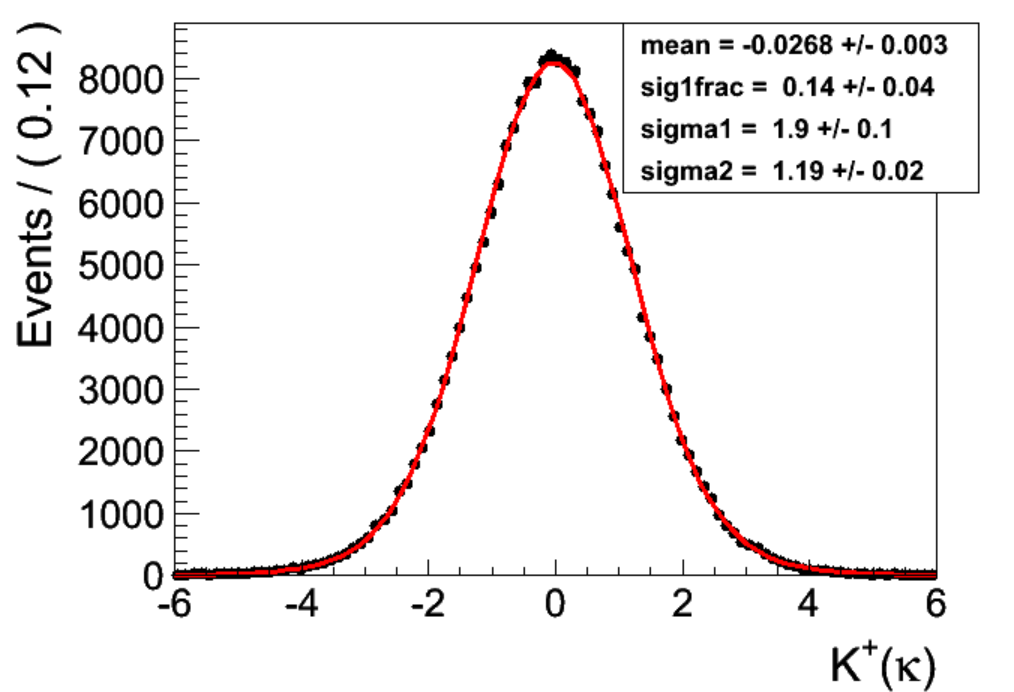 Events / ( 0.12 )
mean = -0.0268 +/- 0.003
sig1frac = 0.14 +/- 0.04
sigma1 = 1.9 +/- 0.1
sigma2 = 1.19 +/- 0.02
8000
7000
6000
5000
4000
3000
2000
1000
0
-6 -4 -2 0 2 4 6
K⁺(κ)